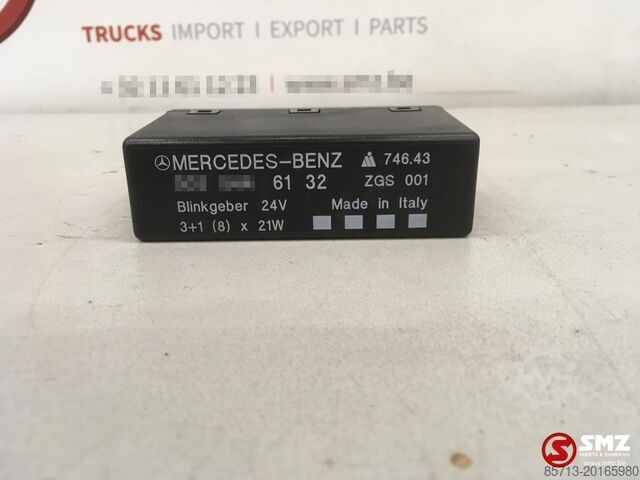 TRUCKS IMPORT | EXPORT | PARTS
MERCEDES-BENZ 746.43
61 32 ZGS 001
Blinkgeber 24V Made in Italy
3+1 (8) x 21W
SMZ
85713-20165980